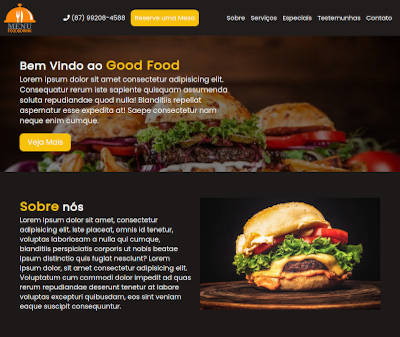 MENU
FOOD&DRINK
(87) 99208-4588
Reserve uma Mesa
Sobre Serviços Especiais Testemunhas Contato
Bem Vindo ao Good Food
Lorem ipsum dolor sit amet consectetur adipisicing elit.
Consequatur rerum iste sapiente quisquam assumenda
soluta repudiandae quod nulla! Blanditiis repellat
aspernatur esse expedita at! Saepe consectetur nam
neque enim cumque.
Veja Mais
Sobre nós
Lorem ipsum dolor sit amet, consectetur
adipisicing elit. Iste placeat, omnis id tenetur,
voluptas laboriosam a nulla qui cumque,
blanditiis perspiciatis corporis ut nobis beatae
ipsum distinctio quis fugiat nesciunt? Lorem
ipsum dolor, sit amet consectetur adipisicing elit.
Voluptatum cum commodi dolor impedit ad quas
rerum repudiandae deserunt tenetur at labore
voluptas excepturi quibusdam, eos sint veniam
eaque suscipit consequuntur.